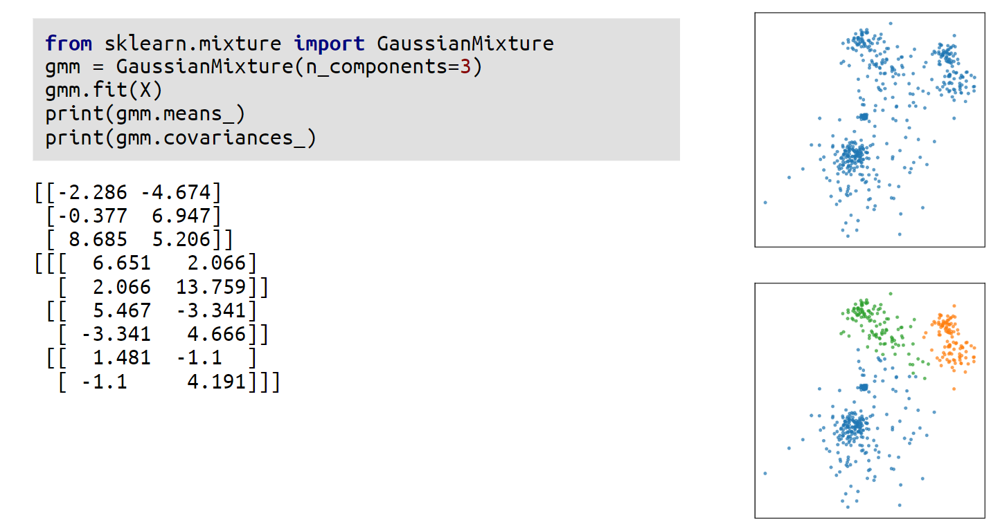 from sklearn.mixture import GaussianMixture
gmm = GaussianMixture(n_components=3)
gmm.fit(X)
print(gmm.means_)
print(gmm.covariances_)
[[-2.286 -4.674]
 [-0.377  6.947]
 [ 8.685  5.206]]
[[[  6.651   2.066]
  [  2.066  13.759]]
 [[  5.467  -3.341]
  [ -3.341   4.666]]
 [[  1.481  -1.1  ]
  [ -1.1     4.191]]]